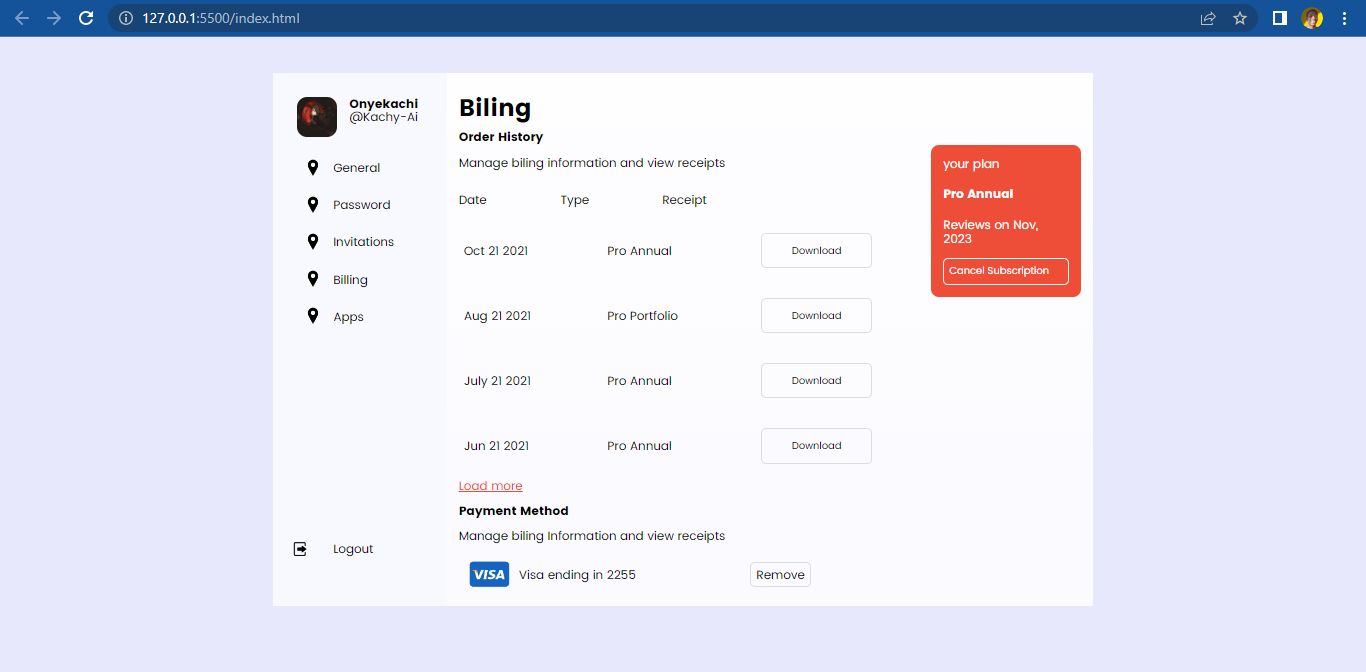 127.0.0.1:5500/index.html
Onyekachi
@Kachy-Ai
General
Password
Invitations
Billing
Apps
Logout
Biling
Order History
Manage biling information and view receipts
Date Type Receipt
Oct 21 2021 Pro Annual Download
Aug 21 2021 Pro Portfolio Download
July 21 2021 Pro Annual Download
Jun 21 2021 Pro Annual Download
Load more
Payment Method
Manage biling Information and view receipts
VISA Visa ending in 2255 Remove
your plan
Pro Annual
Reviews on Nov,
2023
Cancel Subscription